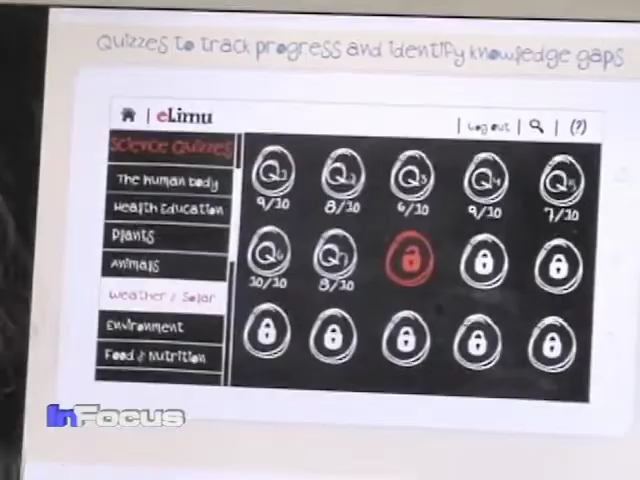 Quizzes to track progress and identify knowledge gaps
eLimu
Log out
(?)
Science Quizzes
The human body
Health Education
Plants
Animals
Weather / Solar
Environment
Food & Nutrition
Q1 Q2 Q3 Q4 Q5
9/10 8/10 6/10 9/10 7/10
Q6 Q7
10/10 8/10
InFocus